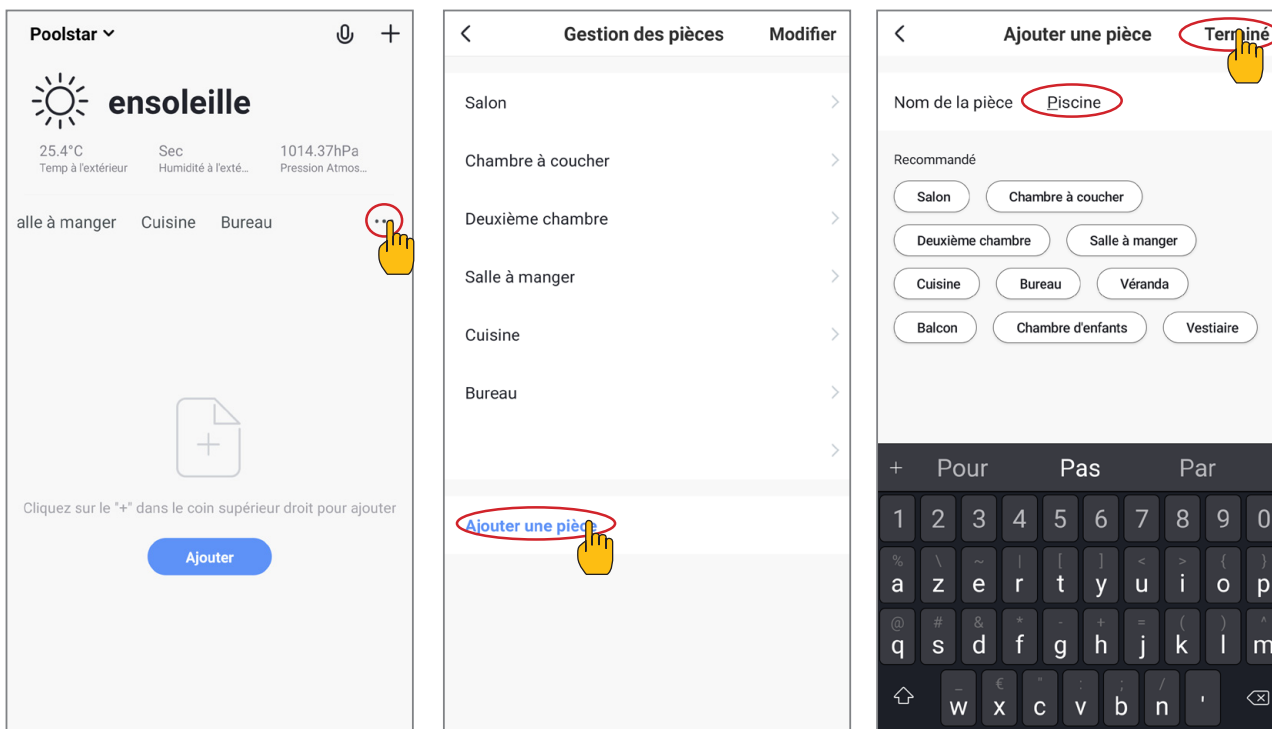 Poolstar
ensoleille
25.4°C Sec 1014.37hPa
Temp à l'extérieur Humidité à l'exté... Pression Atmos...
alle à manger Cuisine Bureau ...
Cliquez sur le "+" dans le coin supérieur droit pour ajouter
Ajouter
Gestion des pièces Modifier
Salon
Chambre à coucher
Deuxième chambre
Salle à manger
Cuisine
Bureau
Ajouter une pièce
Ajouter une pièce Terminé
Nom de la pièce Piscine
Recommandé
Salon Chambre à coucher
Deuxième chambre Salle à manger
Cuisine Bureau Véranda
Balcon Chambre d'enfants Vestiaire
+ Pour Pas Par
1 2 3 4 5 6 7 8 9 0
% \ ~ | [ ] < > { }
a z e r t y u i o p
@ # & * - + = ( ) ^
q s d f g h j k l m
_ € " : ; /
w x c v b n '